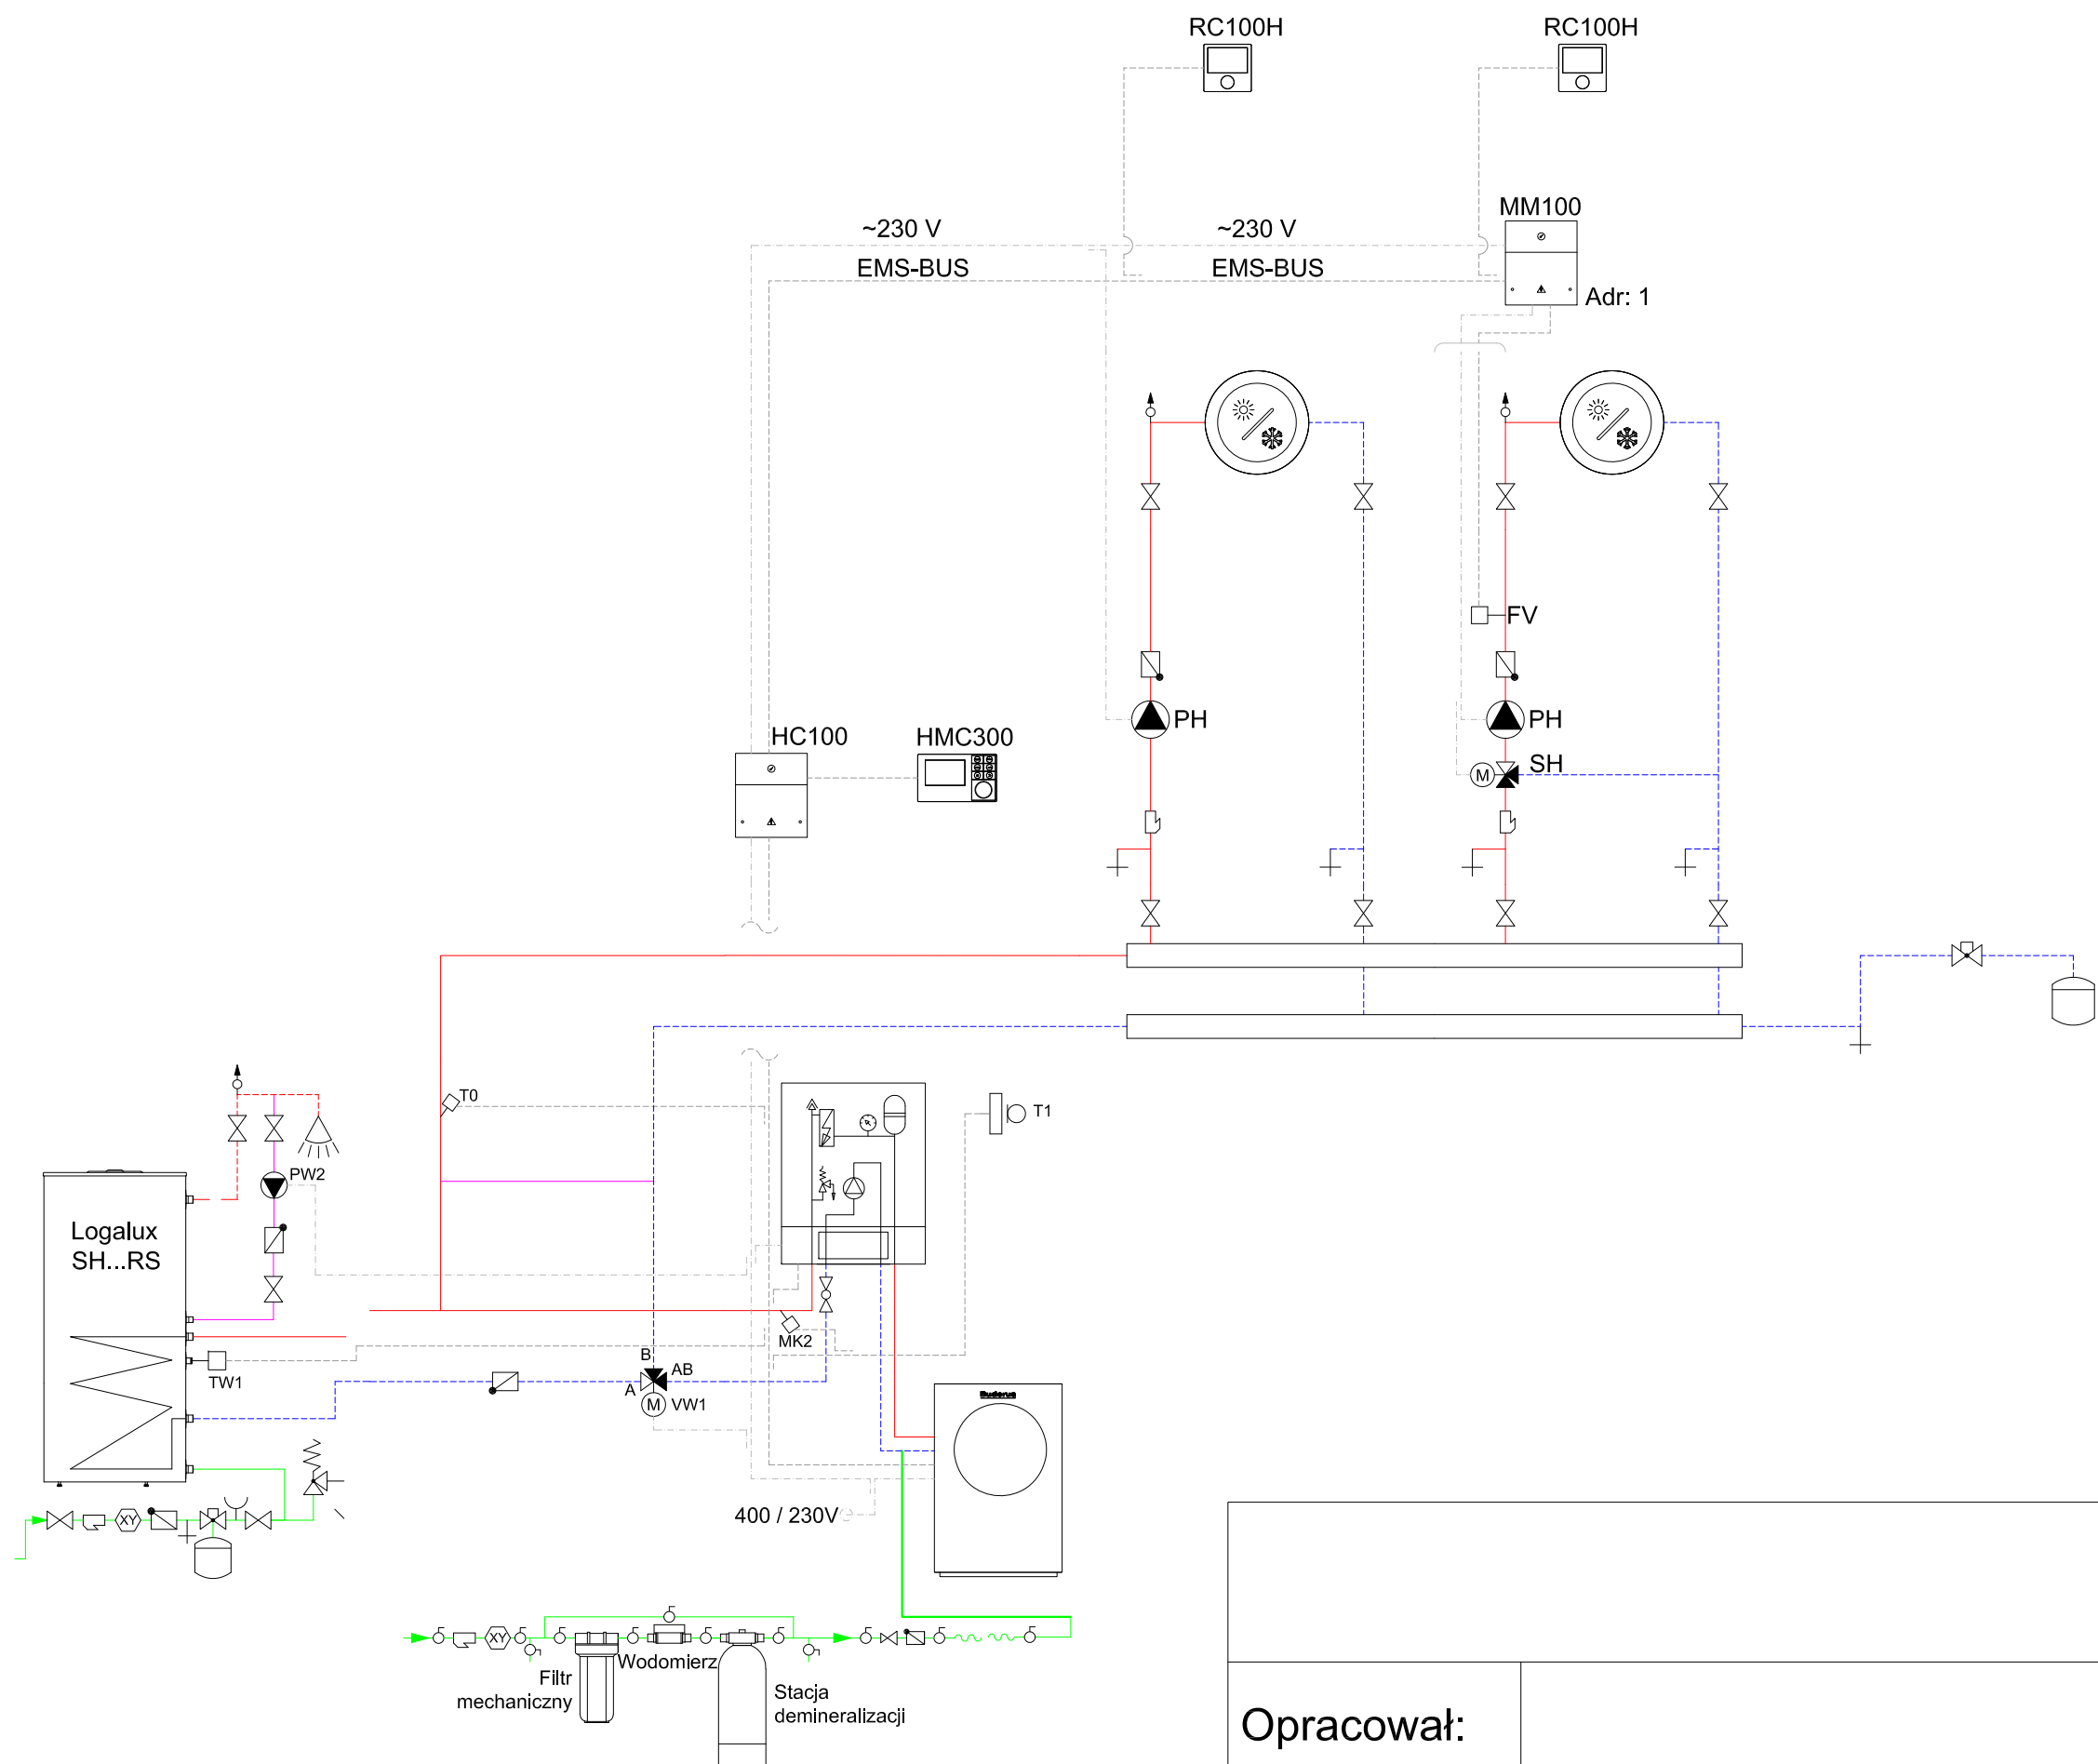 RC100H
RC100H
MM100
~230 V
~230 V
EMS-BUS
EMS-BUS
Adr: 1
FV
PH
PH
HC100
HMC300
SH
M
T0
T1
PW2
Logalux
SH...RS
MK2
TW1
B
AB
A
M
VW1
Buderus
400 / 230V
XY
XY
Wodomierz
Filtr
mechaniczny
Stacja
demineralizacji
Opracował: